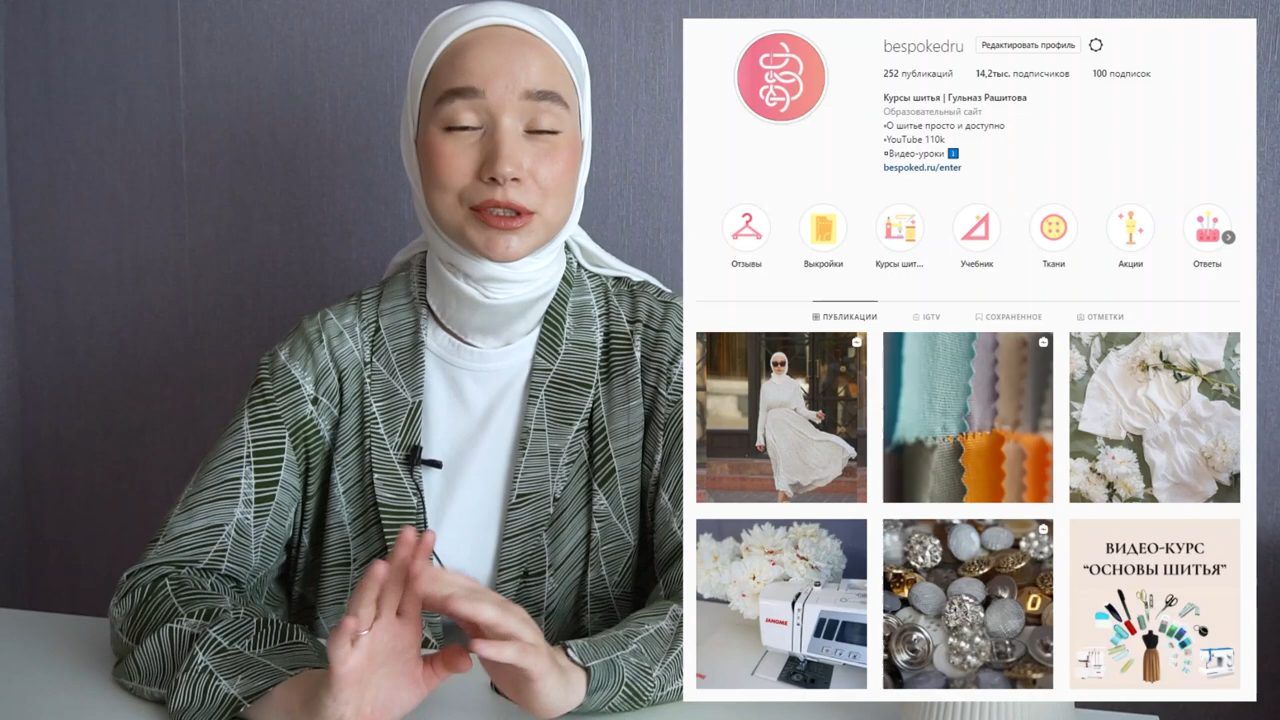 bespokedru
Редактировать профиль
252 публикаций 14,2тыс. подписчиков 100 подписок
Курсы шитья | Гульназ Рашитова
Образовательный сайт
•О шитье просто и доступно
•YouTube 110k
¤Видео-уроки
bespoked.ru/enter
Отзывы Выкройки Курсы шит... Учебник Ткани Акции Ответы
ПУБЛИКАЦИИ IGTV СОХРАНЕННОЕ ОТМЕТКИ
JANOME
ВИДЕО-КУРС
“ОСНОВЫ ШИТЬЯ”